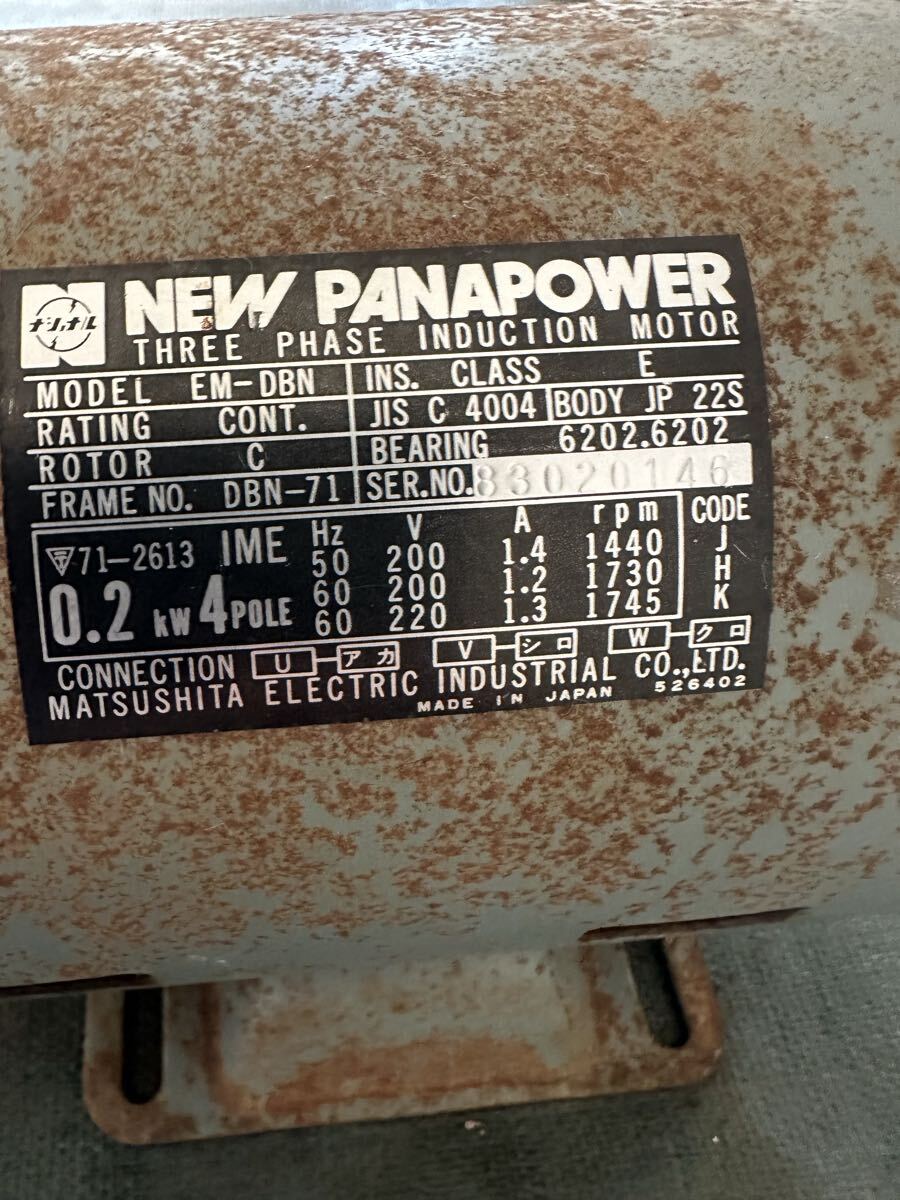 ナショナル NEW PANAPOWER
THREE PHASE INDUCTION MOTOR
MODEL EM-DBN INS. CLASS E
RATING CONT. JIS C 4004 BODY JP 22S
ROTOR C BEARING 6202.6202
FRAME NO. DBN-71 SER.NO. 83020146
〒71-2613 IME Hz V A rpm CODE
50 200 1.4 1440 J
0.2 kW 4 POLE 60 200 1.2 1730 H
60 220 1.3 1745 K
CONNECTION U アカ V シロ W クロ
MATSUSHITA ELECTRIC INDUSTRIAL CO.,LTD.
MADE IN JAPAN 526402